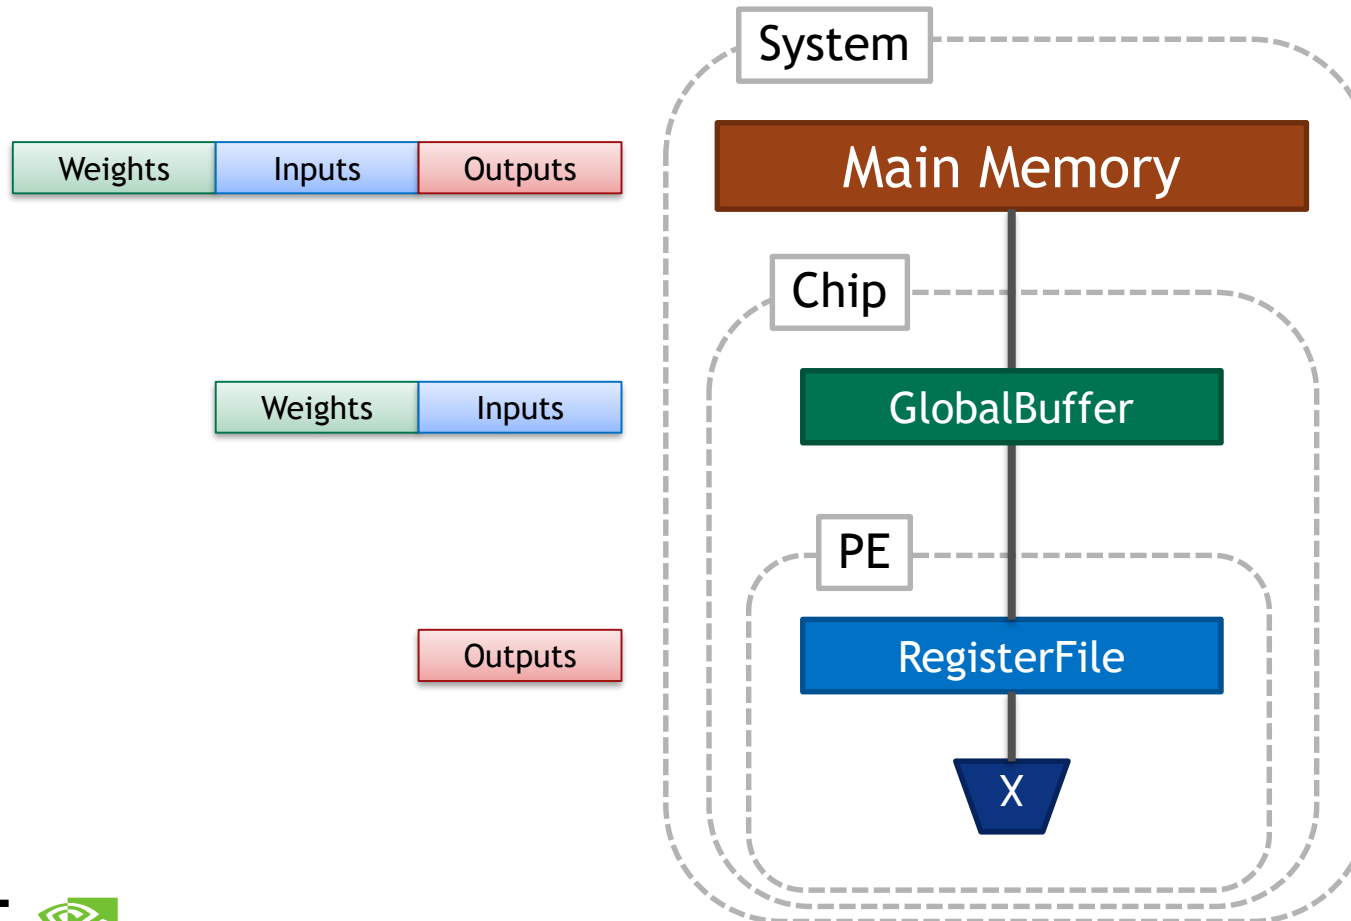 System
Weights Inputs Outputs
Main Memory
Chip
Weights Inputs
GlobalBuffer
PE
Outputs
RegisterFile
X